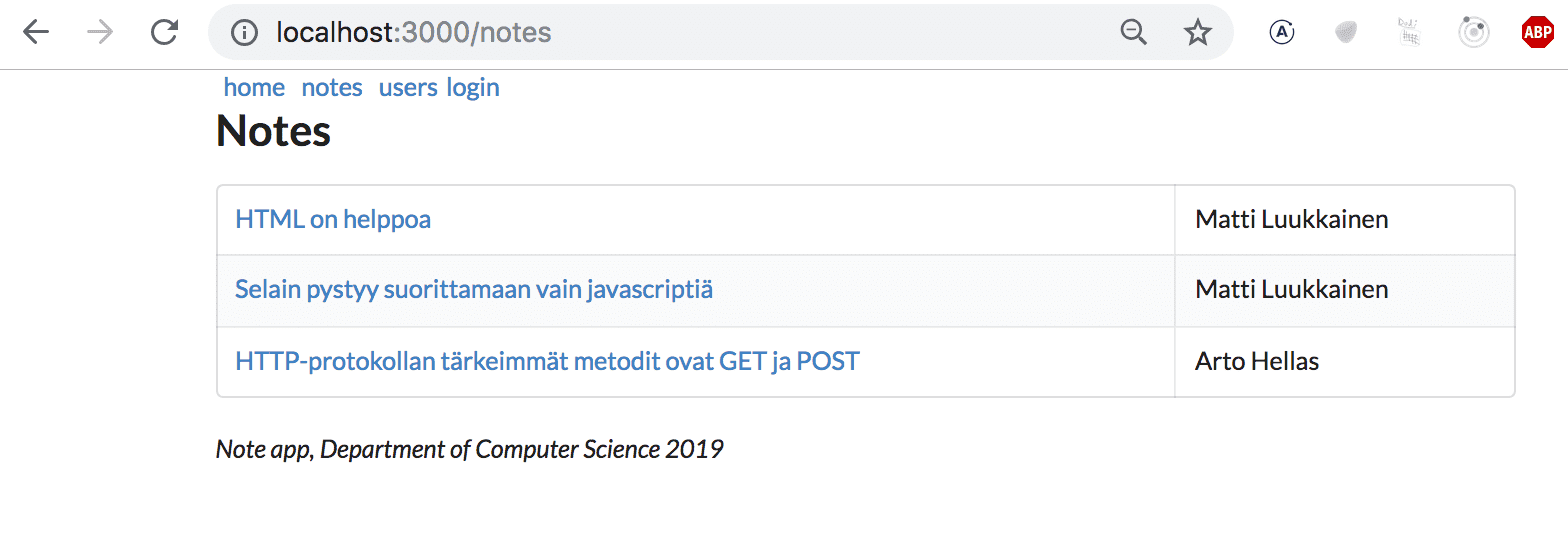 localhost:3000/notes
ABP
home notes users login
Notes
HTML on helppoa Matti Luukkainen
Selain pystyy suorittamaan vain javascriptiä Matti Luukkainen
HTTP-protokollan tärkeimmät metodit ovat GET ja POST Arto Hellas
Note app, Department of Computer Science 2019